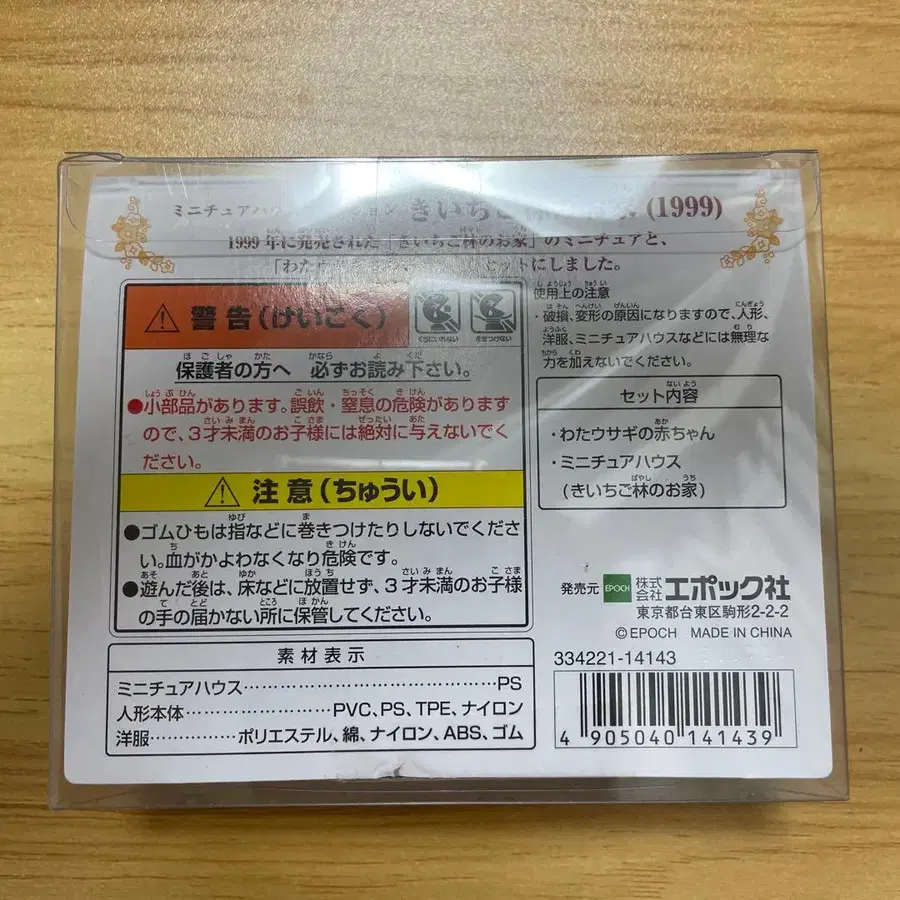 ミニチュアハウス ション きいちご (1999)
1999年に発売された「きいちご林のお家」のミニチュアと、
「わたウサギ セットにしました。
⚠警告(けいこく)
くちにいれない
保護者の方へ 必ずお読み下さい。
●小部品があります。誤飲・窒息の危険があります
ので、3才未満のお子様には絶対に与えないでく
ださい。
⚠注意(ちゅうい)
●ゴムひもは指などに巻きつけたりしないでくださ
い。血がかよわなくなり危険です。
●遊んだ後は、床などに放置せず、3才未満のお子様
の手の届かない所に保管してください。
素材表示
ミニチュアハウス……………………………………PS
人形本体……………………PVC、PS、TPE、ナイロン
洋服……………ポリエステル、綿、ナイロン、ABS、ゴム
使用上の注意
・破損、変形の原因になりますので、人形、
洋服、ミニチュアハウスなどには無理な
力を加えないでください。
セット内容
・わたウサギの赤ちゃん
・ミニチュアハウス
(きいちご林のお家)
発売元 EPOCH 株式会社 エポック社
東京都台東区駒形2-2-2
©EPOCH MADE IN CHINA
334221-14143
4 905040 141439